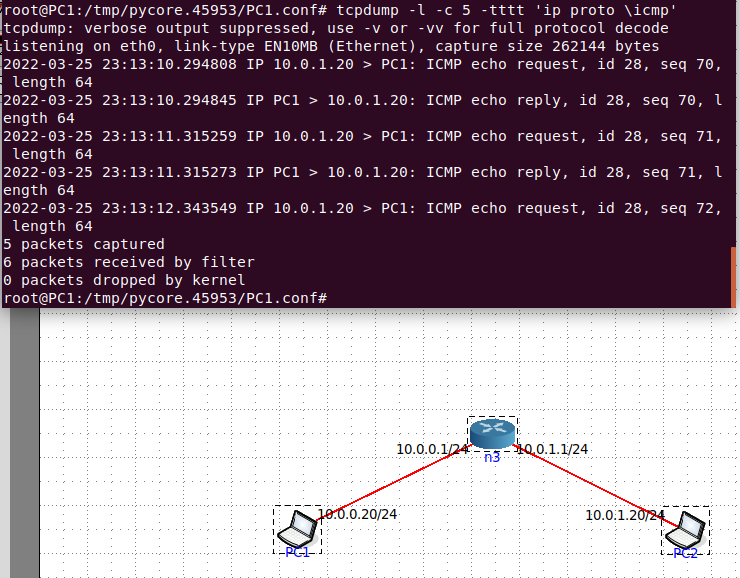 root@PC1:/tmp/pycore.45953/PC1.conf# tcpdump -l -c 5 -tttt 'ip proto \icmp'
tcpdump: verbose output suppressed, use -v or -vv for full protocol decode
listening on eth0, link-type EN10MB (Ethernet), capture size 262144 bytes
2022-03-25 23:13:10.294808 IP 10.0.1.20 > PC1: ICMP echo request, id 28, seq 70,
 length 64
2022-03-25 23:13:10.294845 IP PC1 > 10.0.1.20: ICMP echo reply, id 28, seq 70, l
ength 64
2022-03-25 23:13:11.315259 IP 10.0.1.20 > PC1: ICMP echo request, id 28, seq 71,
 length 64
2022-03-25 23:13:11.315273 IP PC1 > 10.0.1.20: ICMP echo reply, id 28, seq 71, l
ength 64
2022-03-25 23:13:12.343549 IP 10.0.1.20 > PC1: ICMP echo request, id 28, seq 72,
 length 64
5 packets captured
6 packets received by filter
0 packets dropped by kernel
root@PC1:/tmp/pycore.45953/PC1.conf#
10.0.0.1/24
10.0.1.1/24
n3
10.0.0.20/24
10.0.1.20/24
PC1
PC2